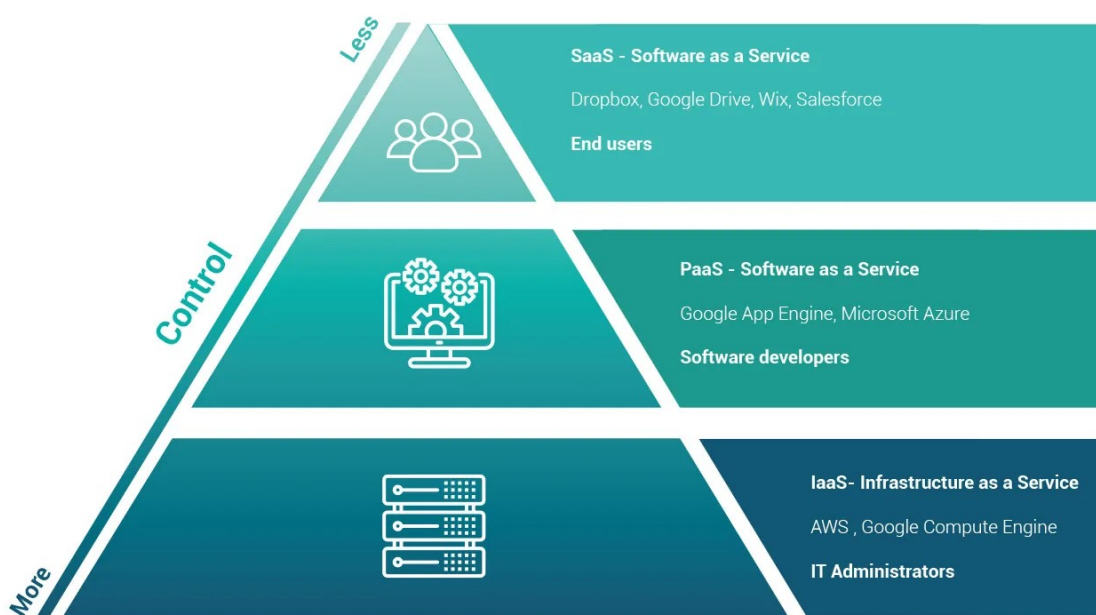 Less
Control
More
SaaS - Software as a Service
Dropbox, Google Drive, Wix, Salesforce
End users
PaaS - Software as a Service
Google App Engine, Microsoft Azure
Software developers
IaaS- Infrastructure as a Service
AWS , Google Compute Engine
IT Administrators